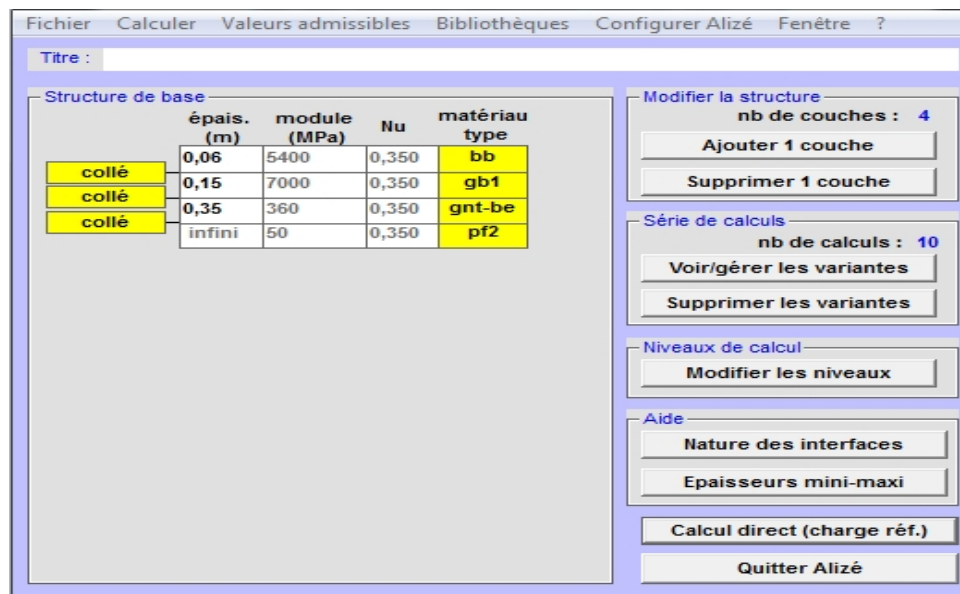 Fichier Calculer Valeurs admissibles Bibliothèques Configurer Alizé Fenêtre ?
Titre :
Structure de base
épais. (m) module (MPa) Nu matériau type
0,06 5400 0,350 bb
collé
0,15 7000 0,350 gb1
collé
0,35 360 0,350 gnt-be
collé
infini 50 0,350 pf2
Modifier la structure
nb de couches : 4
Ajouter 1 couche
Supprimer 1 couche
Série de calculs
nb de calculs : 10
Voir/gérer les variantes
Supprimer les variantes
Niveaux de calcul
Modifier les niveaux
Aide
Nature des interfaces
Epaisseurs mini-maxi
Calcul direct (charge réf.)
Quitter Alizé